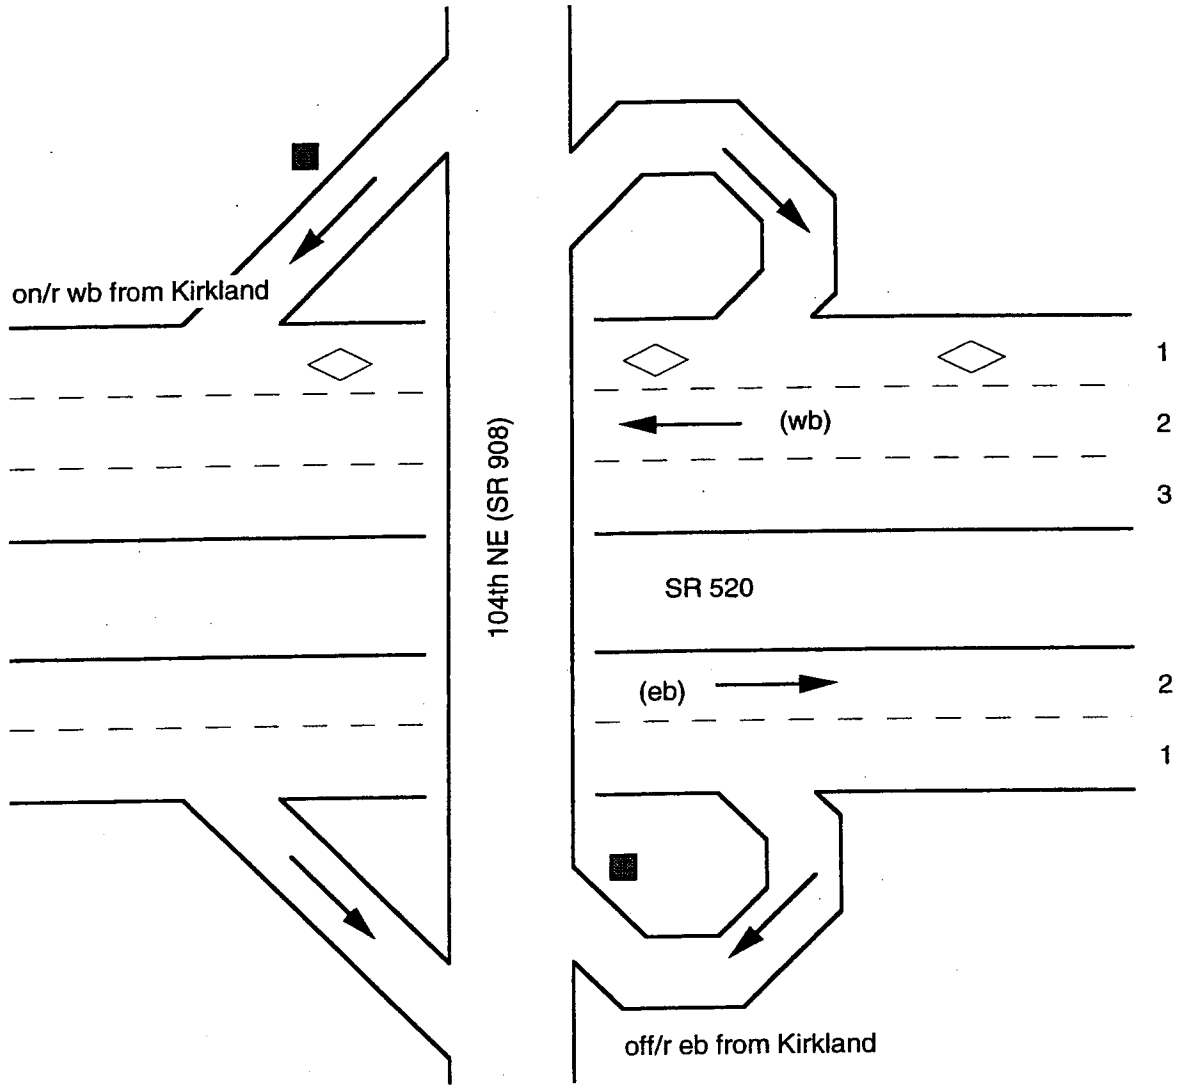 on/r wb from Kirkland
1
(wb)
2
3
104th NE (SR 908)
SR 520
(eb)
2
1
off/r eb from Kirkland